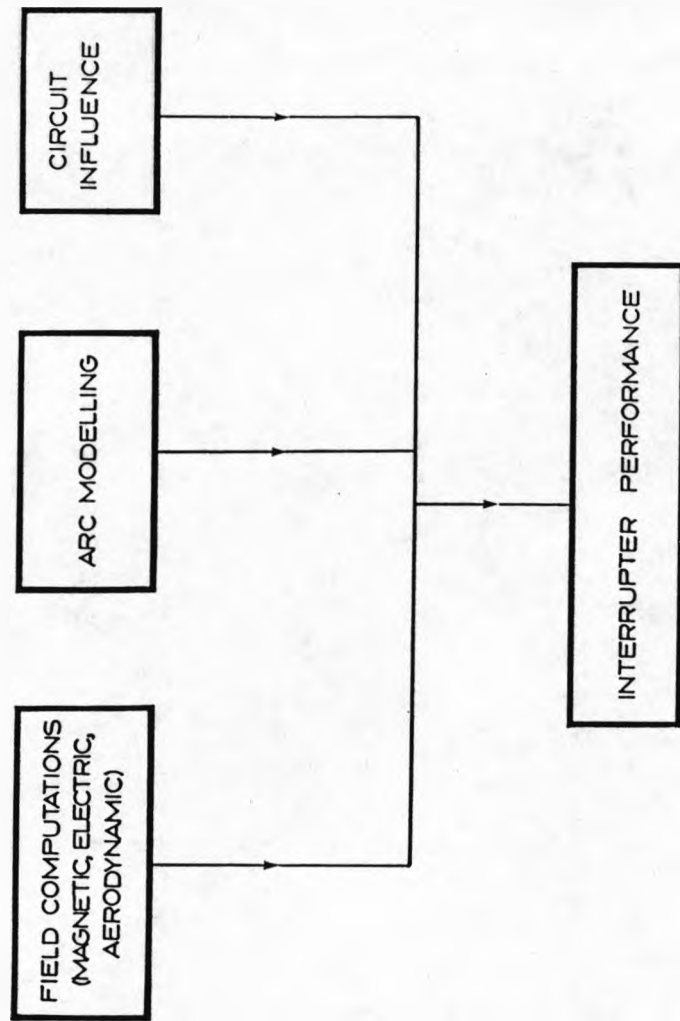 FIELD COMPUTATIONS
(MAGNETIC, ELECTRIC,
AERODYNAMIC)
ARC MODELLING
CIRCUIT
INFLUENCE
INTERRUPTER PERFORMANCE